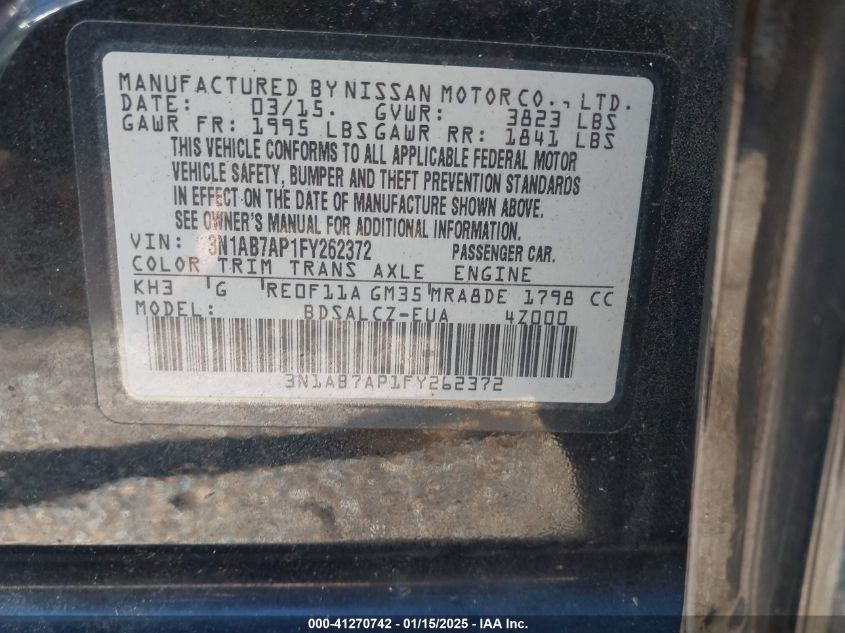 MANUFACTURED BY NISSAN MOTOR CO., LTD.
DATE: 03/15. GVWR: 3823 LBS
GAWR FR: 1995 LBS GAWR RR: 1841 LBS
THIS VEHICLE CONFORMS TO ALL APPLICABLE FEDERAL MOTOR
VEHICLE SAFETY, BUMPER AND THEFT PREVENTION STANDARDS
IN EFFECT ON THE DATE OF MANUFACTURE SHOWN ABOVE.
SEE OWNER'S MANUAL FOR ADDITIONAL INFORMATION.
VIN: 3N1AB7AP1FY262372 PASSENGER CAR.
COLOR TRIM TRANS AXLE ENGINE
KH3 G RE0F11A GM35 MRA8DE 1798 CC
MODEL: BDSALCZ-EUA 4Z000
3N1AB7AP1FY262372
000-41270742 - 01/15/2025 - IAA Inc.